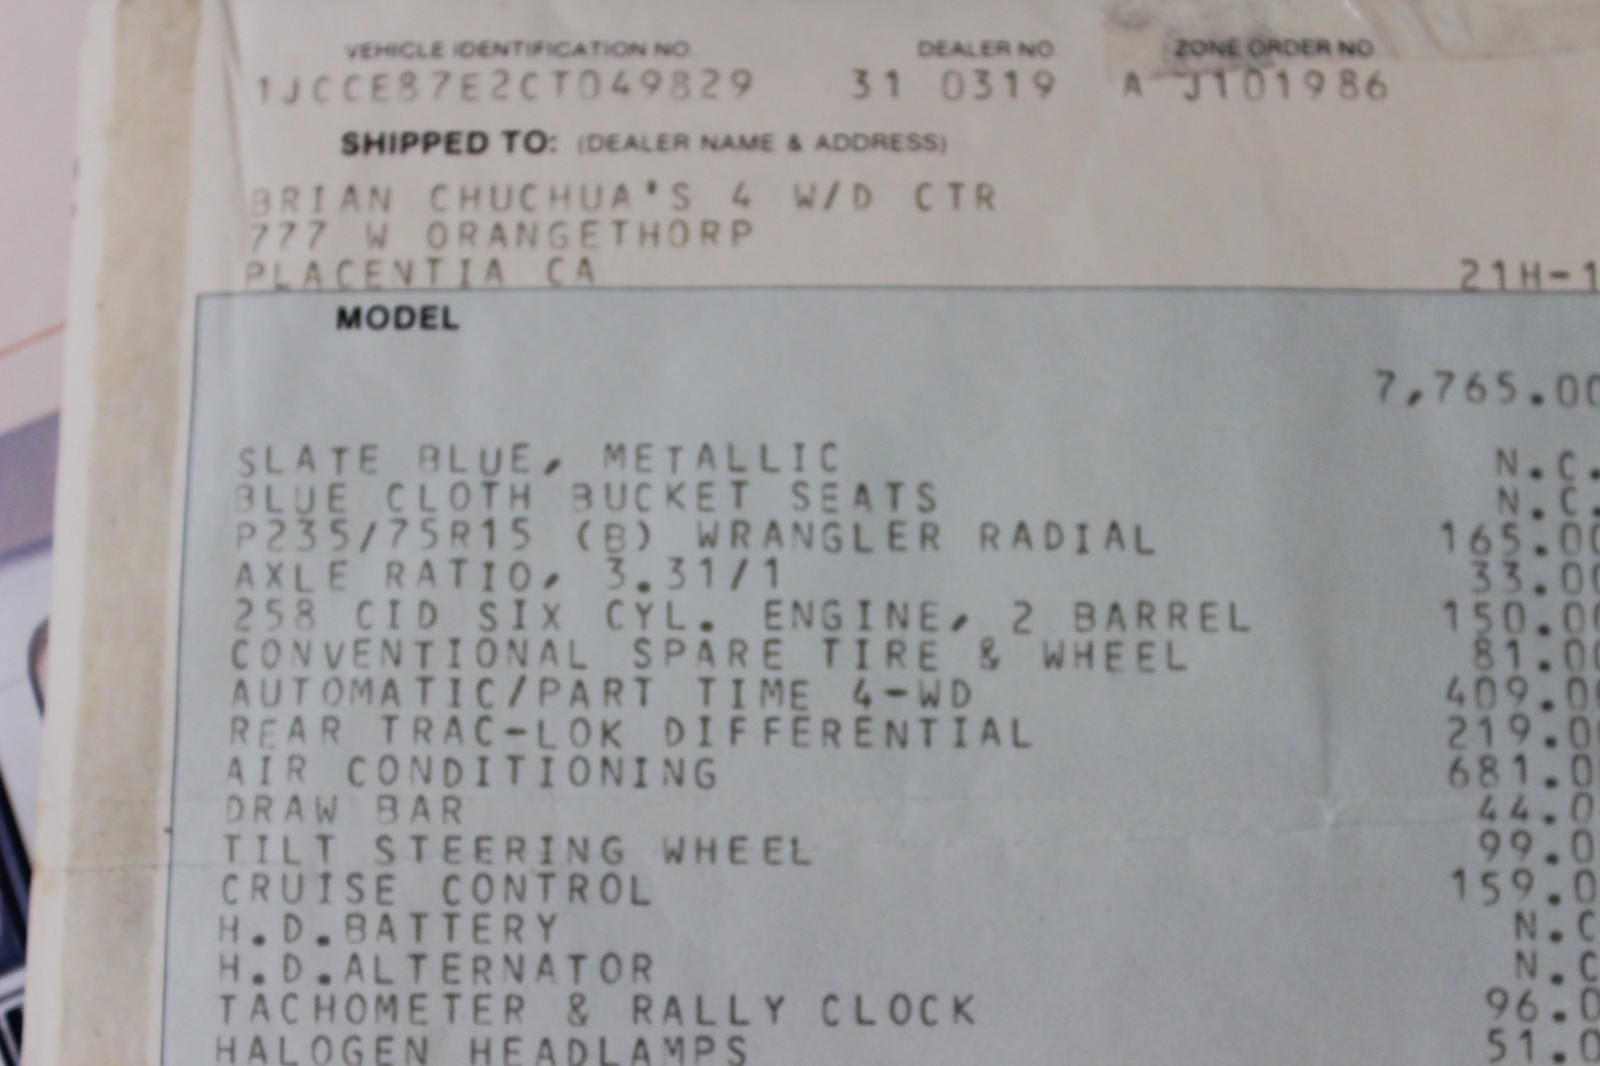 VEHICLE IDENTIFICATION NO. DEALER NO. ZONE ORDER NO.
1JCCE87E2CT049829 31 0319 A J101986
SHIPPED TO: (DEALER NAME & ADDRESS)
BRIAN CHUCHUA'S 4 W/D CTR
777 W ORANGETHORP
PLACENTIA CA 21H-1
MODEL
7,765.00
SLATE BLUE, METALLIC N.C.
BLUE CLOTH BUCKET SEATS N.C.
P235/75R15 (B) WRANGLER RADIAL 165.00
AXLE RATIO, 3.31/1 33.00
258 CID SIX CYL. ENGINE, 2 BARREL 150.00
CONVENTIONAL SPARE TIRE & WHEEL 81.00
AUTOMATIC/PART TIME 4-WD 409.00
REAR TRAC-LOK DIFFERENTIAL 219.0
AIR CONDITIONING 681.0
DRAW BAR 44.0
TILT STEERING WHEEL 99.0
CRUISE CONTROL 159.0
H.D.BATTERY N.C
H.D.ALTERNATOR N.C
TACHOMETER & RALLY CLOCK 96.0
HALOGEN HEADLAMPS 51.0